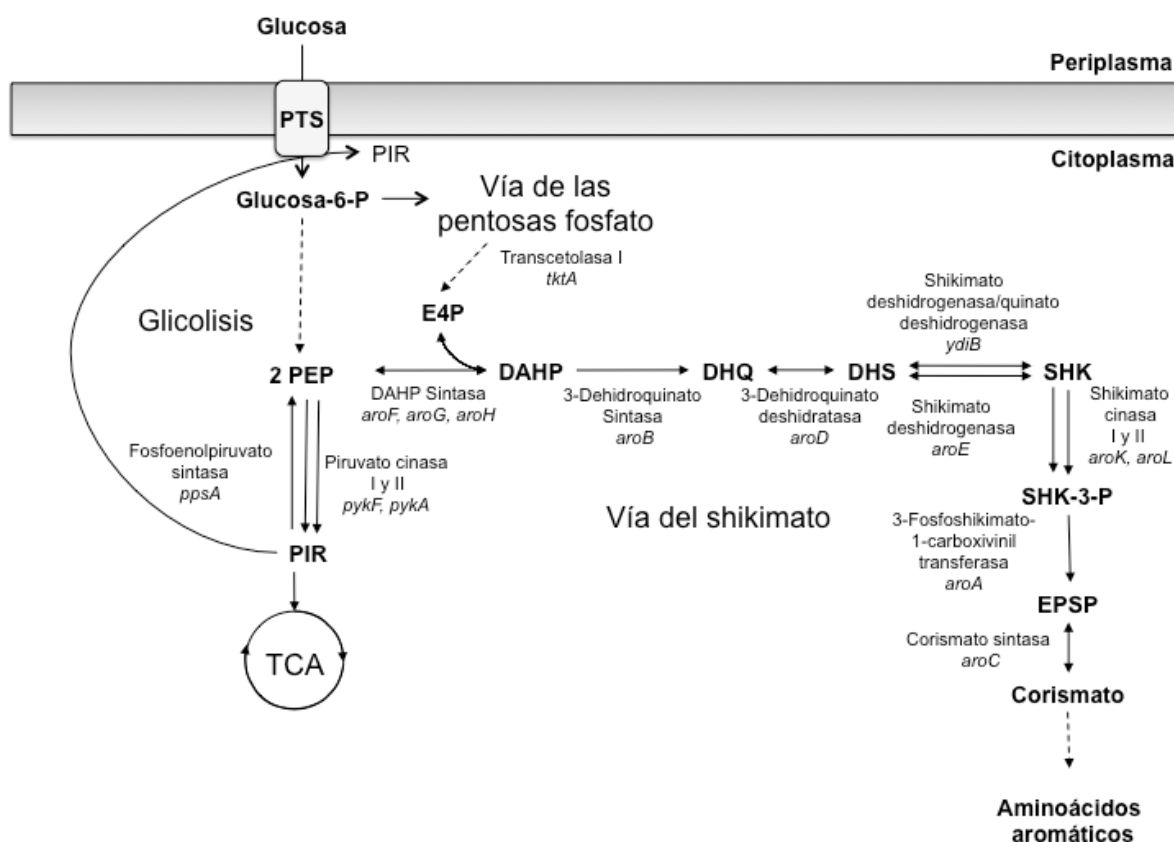 Glucosa
Periplasma
PTS
Citoplasma
PIR
Glucosa-6-P
Vía de las
pentosas fosfato
Transcetolasa I
tktA
E4P
Glicolisis
2 PEP
DAHP Sintasa
aroF, aroG, aroH
DAHP
3-Dehidroquinato
Sintasa
aroB
DHQ
3-Dehidroquinato
deshidratasa
aroD
DHS
Shikimato
deshidrogenasa/quinato
deshidrogenasa
ydiB
Shikimato
deshidrogenasa
aroE
SHK
Shikimato
cinasa
I y II
aroK, aroL
Fosfoenolpiruvato
sintasa
ppsA
Piruvato cinasa
I y II
pykF, pykA
Vía del shikimato
SHK-3-P
3-Fosfoshikimato-
1-carboxivinil
transferasa
aroA
PIR
EPSP
TCA
Corismato sintasa
aroC
Corismato
Aminoácidos
aromáticos